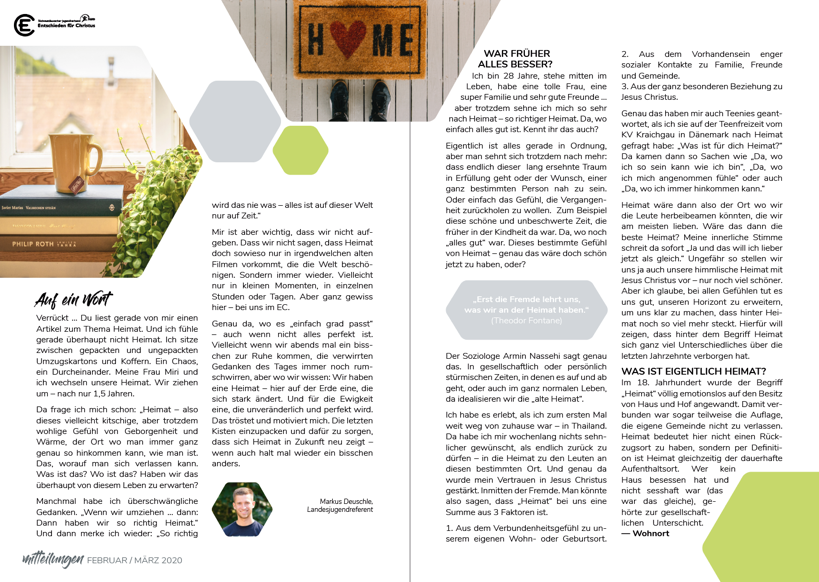 Entschieden für Christus
HOME
PHILIP ROTH
Auf ein Wort
Verrückt ... Du liest gerade von mir einen
Artikel zum Thema Heimat. Und ich fühle
gerade überhaupt nicht Heimat. Ich sitze
zwischen gepackten und ungepackten
Umzugskartons und Koffern. Ein Chaos,
ein Durcheinander. Meine Frau Miri und
ich wechseln unsere Heimat. Wir ziehen
um – nach nur 1,5 Jahren.
Da frage ich mich schon: „Heimat – also
dieses vielleicht kitschige, aber trotzdem
wohlige Gefühl von Geborgenheit und
Wärme, der Ort wo man immer ganz
genau so hinkommen kann, wie man ist.
Das, worauf man sich verlassen kann.
Was ist das? Wo ist das? Haben wir das
überhaupt von diesem Leben zu erwarten?
Manchmal habe ich überschwängliche
Gedanken. „Wenn wir umziehen ... dann:
Dann haben wir so richtig Heimat.“
Und dann merke ich wieder: „So richtig
wird das nie was – alles ist auf dieser Welt
nur auf Zeit.“
Mir ist aber wichtig, dass wir nicht auf-
geben. Dass wir nicht sagen, dass Heimat
doch sowieso nur in irgendwelchen alten
Filmen vorkommt, die die Welt beschö-
nigen. Sondern immer wieder. Vielleicht
nur in kleinen Momenten, in einzelnen
Stunden oder Tagen. Aber ganz gewiss
hier – bei uns im EC.
Genau da, wo es „einfach grad passt“
– auch wenn nicht alles perfekt ist.
Vielleicht wenn wir abends mal ein biss-
chen zur Ruhe kommen, die verwirrten
Gedanken des Tages immer noch rum-
schwirren, aber wo wir wissen: Wir haben
eine Heimat – hier auf der Erde eine, die
sich stark ändert. Und für die Ewigkeit
eine, die unveränderlich und perfekt wird.
Das tröstet und motiviert mich. Die letzten
Kisten einzupacken und dafür zu sorgen,
dass sich Heimat in Zukunft neu zeigt –
wenn auch halt mal wieder ein bisschen
anders.
Markus Deuschle,
Landesjugendreferent
mitteilungen FEBRUAR / MÄRZ 2020
WAR FRÜHER
ALLES BESSER?
Ich bin 28 Jahre, stehe mitten im
Leben, habe eine tolle Frau, eine
super Familie und sehr gute Freunde ...
aber trotzdem sehne ich mich so sehr
nach Heimat – so richtiger Heimat. Da, wo
einfach alles gut ist. Kennt ihr das auch?
Eigentlich ist alles gerade in Ordnung,
aber man sehnt sich trotzdem nach mehr:
dass endlich dieser lang ersehnte Traum
in Erfüllung geht oder der Wunsch, einer
ganz bestimmten Person nah zu sein.
Oder einfach das Gefühl, die Vergangen-
heit zurückholen zu wollen. Zum Beispiel
diese schöne und unbeschwerte Zeit, die
früher in der Kindheit da war. Da, wo noch
„alles gut“ war. Dieses bestimmte Gefühl
von Heimat – genau das wäre doch schön
jetzt zu haben, oder?
„Erst die Fremde lehrt uns,
was wir an der Heimat haben.“
(Theodor Fontane)
Der Soziologe Armin Nassehi sagt genau
das. In gesellschaftlich oder persönlich
stürmischen Zeiten, in denen es auf und ab
geht, oder auch im ganz normalen Leben,
da idealisieren wir die „alte Heimat“.
Ich habe es erlebt, als ich zum ersten Mal
weit weg von zuhause war – in Thailand.
Da habe ich mir wochenlang nichts sehn-
licher gewünscht, als endlich zurück zu
dürfen – in die Heimat zu den Leuten an
diesen bestimmten Ort. Und genau da
wurde mein Vertrauen in Jesus Christus
gestärkt. Inmitten der Fremde. Man könnte
also sagen, dass „Heimat“ bei uns eine
Summe aus 3 Faktoren ist.
1. Aus dem Verbundenheitsgefühl zu un-
serem eigenen Wohn- oder Geburtsort.
2. Aus dem Vorhandensein enger
sozialer Kontakte zu Familie, Freunde
und Gemeinde.
3. Aus der ganz besonderen Beziehung zu
Jesus Christus.
Genau das haben mir auch Teenies geant-
wortet, als ich sie auf der Teenfreizeit vom
KV Kraichgau in Dänemark nach Heimat
gefragt habe: „Was ist für dich Heimat?“
Da kamen dann so Sachen wie „Da, wo
ich so sein kann wie ich bin“, „Da, wo
ich mich angenommen fühle“ oder auch
„Da, wo ich immer hinkommen kann.“
Heimat wäre dann also der Ort wo wir
die Leute herbeibeamen könnten, die wir
am meisten lieben. Wäre das dann die
beste Heimat? Meine innerliche Stimme
schreit da sofort „Ja und das will ich lieber
jetzt als gleich.“ Ungefähr so stellen wir
uns ja auch unsere himmlische Heimat mit
Jesus Christus vor – nur noch viel schöner.
Aber ich glaube, bei allen Gefühlen tut es
uns gut, unseren Horizont zu erweitern,
um uns klar zu machen, dass hinter Hei-
mat noch so viel mehr steckt. Hierfür will
zeigen, dass hinter dem Begriff Heimat
sich ganz viel Unterschiedliches über die
letzten Jahrzehnte verborgen hat.
WAS IST EIGENTLICH HEIMAT?
Im 18. Jahrhundert wurde der Begriff
„Heimat“ völlig emotionslos auf den Besitz
von Haus und Hof angewandt. Damit ver-
bunden war sogar teilweise die Auflage,
die eigene Gemeinde nicht zu verlassen.
Heimat bedeutet hier nicht einen Rück-
zugsort zu haben, sondern per Definiti-
on ist Heimat gleichzeitig der dauerhafte
Aufenthaltsort. Wer kein
Haus besessen hat und
nicht sesshaft war (das
war das gleiche), ge-
hörte zur gesellschaft-
lichen Unterschicht.
— Wohnort